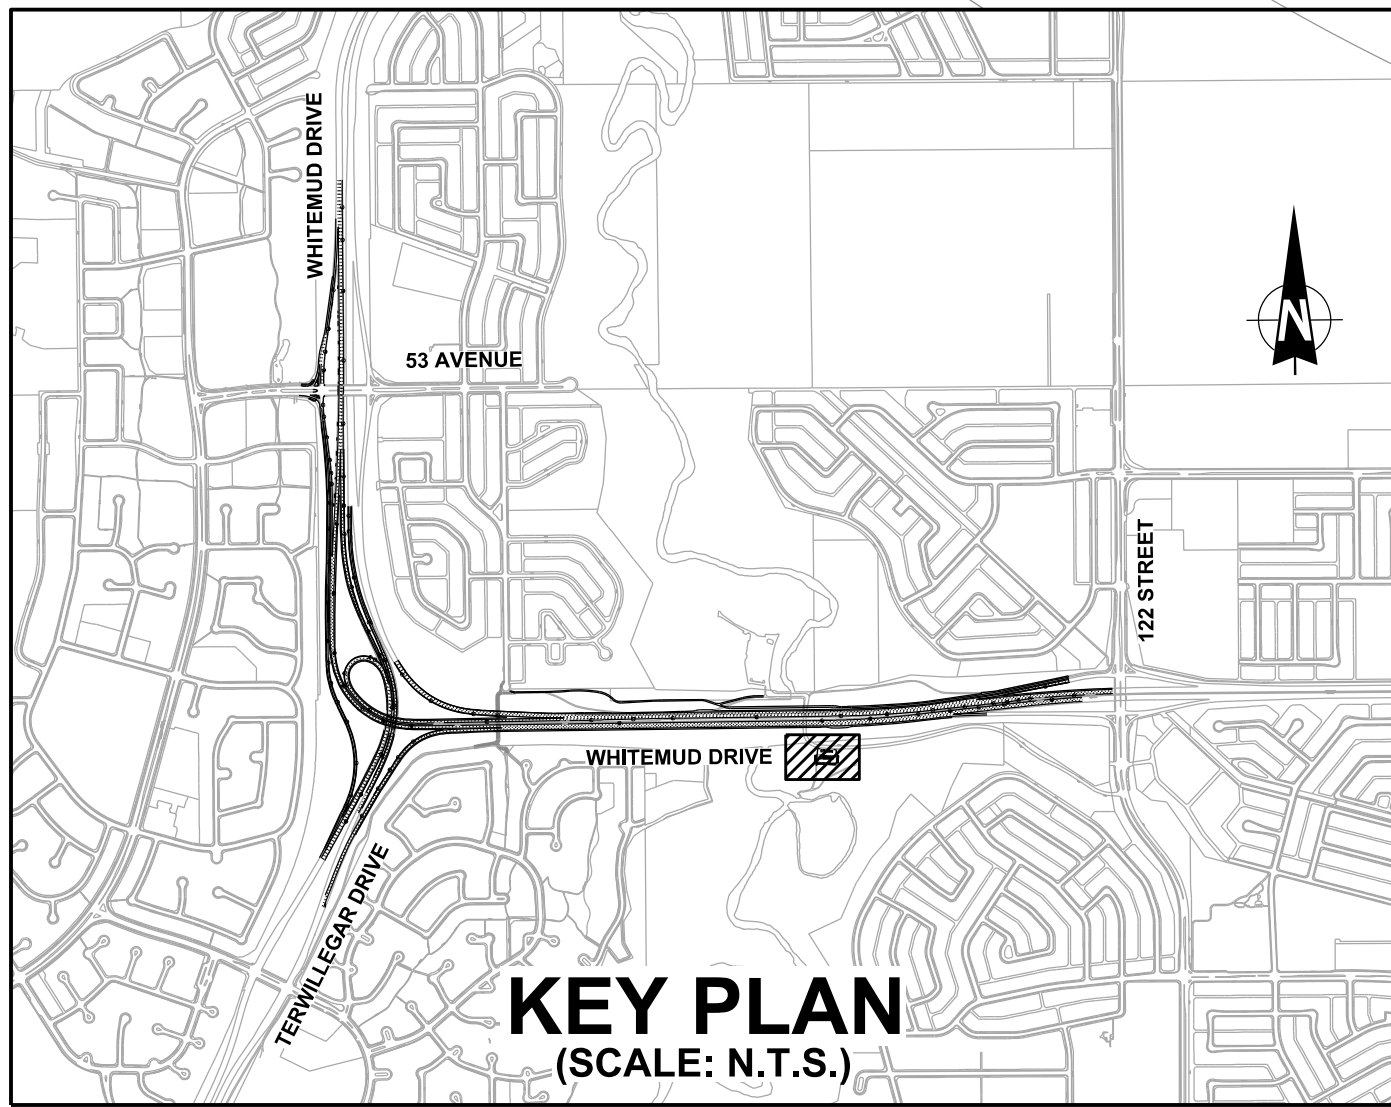 WHITEMUD DRIVE
53 AVENUE
N
122 STREET
WHITEMUD DRIVE
TERWILLEGAR DRIVE
KEY PLAN
(SCALE: N.T.S.)